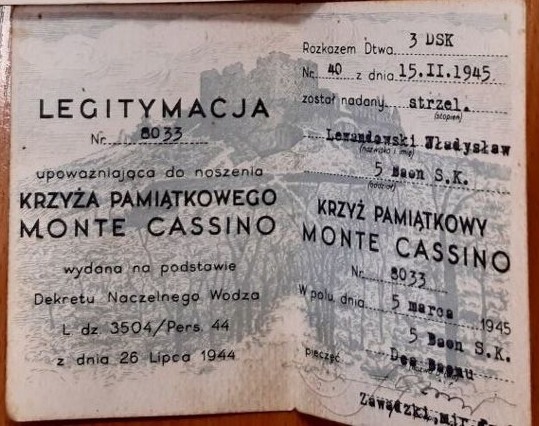 LEGITYMACJA
Nr. 8033
upoważniająca do noszenia
KRZYŻA PAMIĄTKOWEGO
MONTE CASSINO
wydana na podstawie
Dekretu Naczelnego Wodza
L dz. 3504/Pers. 44
z dnia 26 Lipca 1944
Rozkazem Dtwa. 3 DSK
Nr. 40 z dnia 15.II.1945.
został nadany strzel.
(stopień)
Lewandowski Władysław
(nazwisko i imię)
5 Baon S.K.
(oddział)
KRZYŻ PAMIĄTKOWY
MONTE CASSINO
Nr. 8033
W polu, dnia 5 marca 1945
5 Baon S.K.
pieczęć Dca Baonu
Zawadzki, mjr.